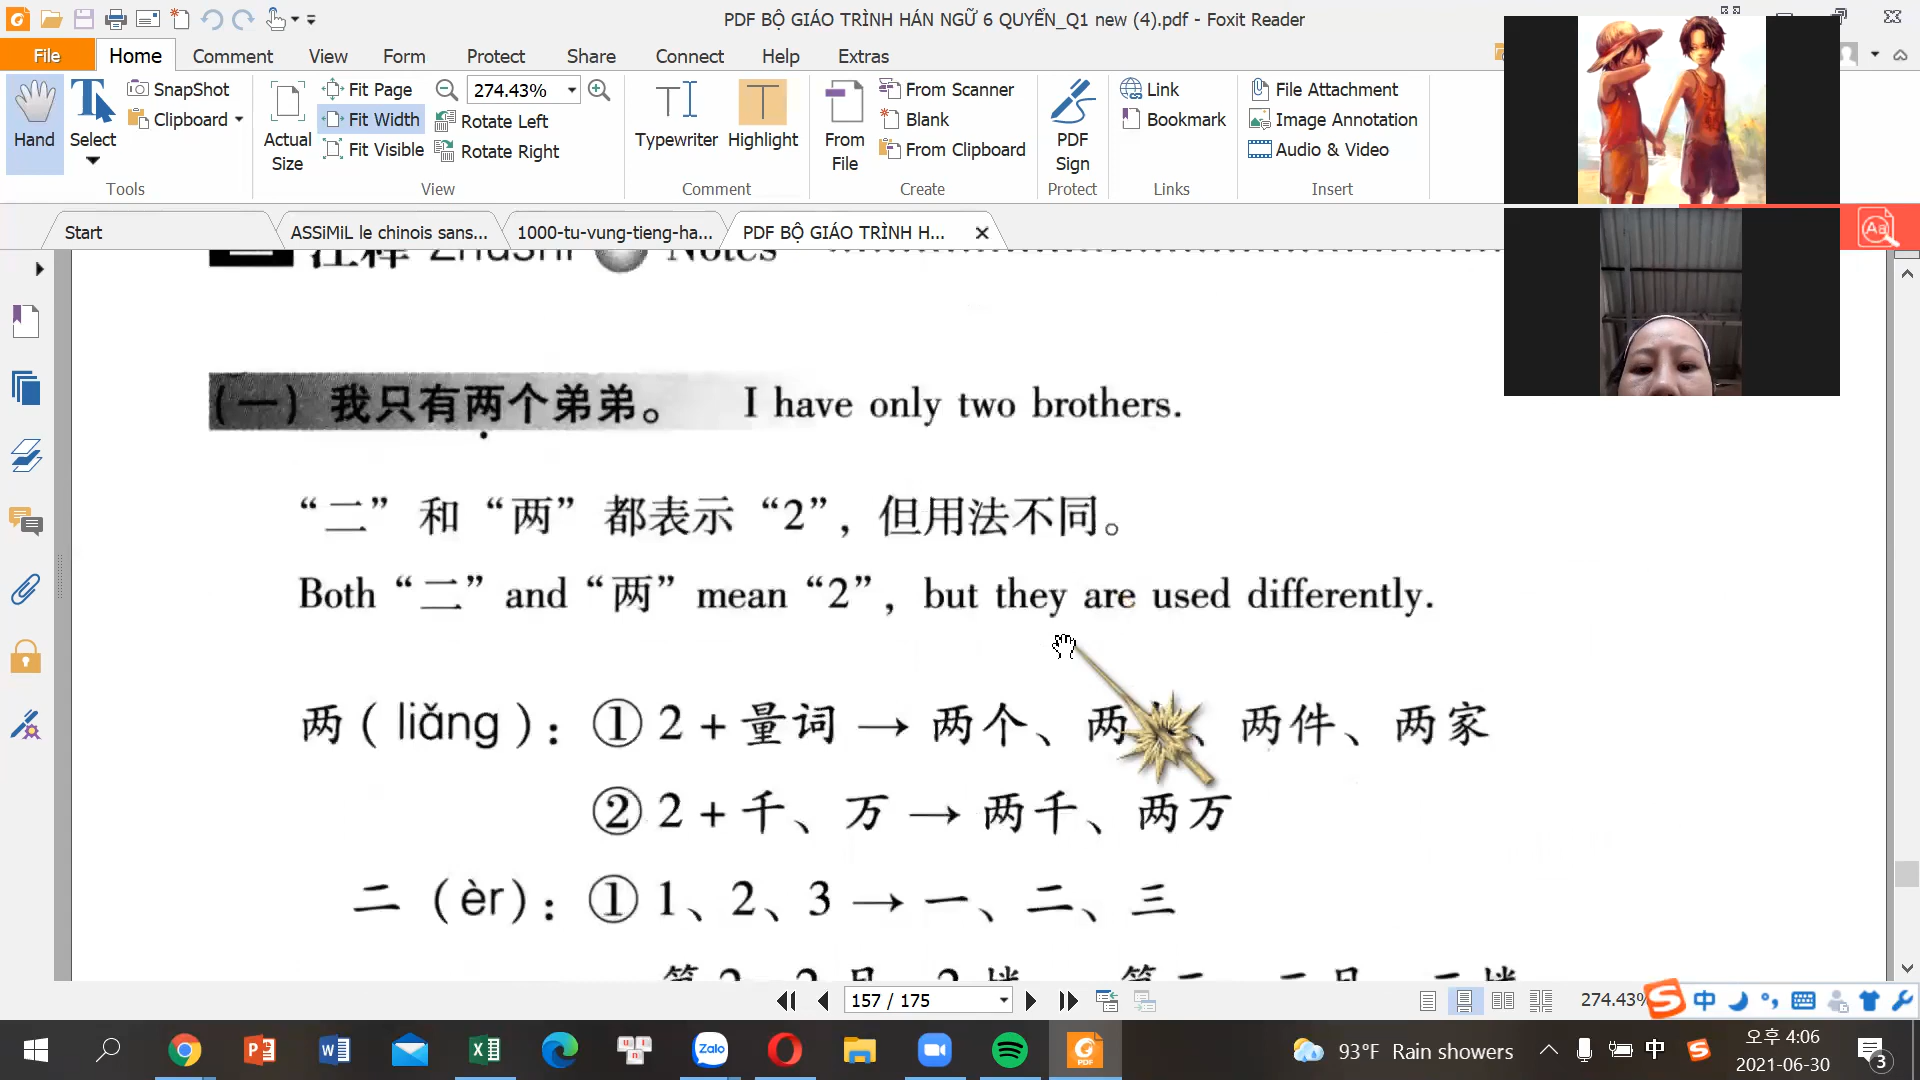 PDF BỘ GIÁO TRÌNH HÁN NGỮ 6 QUYỂN_Q1 new (4).pdf - Foxit Reader
File Home Comment View Form Protect Share Connect Help Extras
Hand
Select
SnapShot
Clipboard
Tools
Actual Size
Fit Page
Fit Width
Fit Visible
274.43%
Rotate Left
Rotate Right
View
Typewriter
Highlight
Comment
From File
From Scanner
Blank
From Clipboard
Create
PDF Sign
Protect
Link
Bookmark
Links
File Attachment
Image Annotation
Audio & Video
Insert
Start
ASSiMiL le chinois sans...
1000-tu-vung-tieng-ha...
PDF BỘ GIÁO TRÌNH H...
注释 Zhùshì Notes
(一) 我只有两个弟弟。 I have only two brothers.
“二” 和 “两” 都表示 “2”, 但用法不同。
Both “二” and “两” mean “2”, but they are used differently.
两 ( liǎng ): ① 2 + 量词 → 两个、两 、两件、两家
② 2 + 千、万 → 两千、两万
二 (èr): ① 1、2、3 → 一、二、三
157 / 175
274.43%
中
Zalo
93°F Rain showers
中
오후 4:06
2021-06-30
3